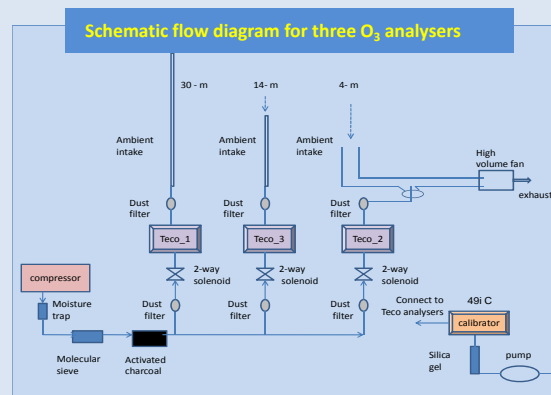 Schematic flow diagram for three O₃ analysers
30 - m
14- m
4- m
Ambient
intake
Ambient
intake
Ambient
intake
High
volume fan
exhaust
Dust
filter
Dust
filter
Dust
filter
Teco_1
Teco_3
Teco_2
2-way
solenoid
2-way
solenoid
2-way
solenoid
compressor
Moisture
trap
Dust
filter
Dust
filter
Dust
filter
Connect to
Teco analysers
49i C
calibrator
Molecular
sieve
Activated
charcoal
Silica
gel
pump